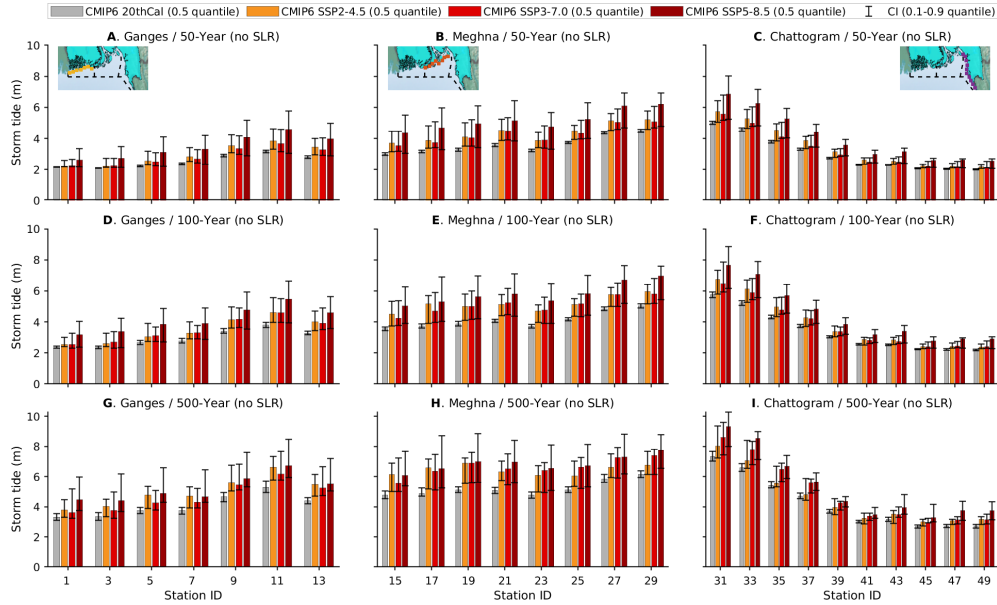 CMIP6 20thCal (0.5 quantile) CMIP6 SSP2-4.5 (0.5 quantile) CMIP6 SSP3-7.0 (0.5 quantile) CMIP6 SSP5-8.5 (0.5 quantile) CI (0.1-0.9 quantile)
A. Ganges / 50-Year (no SLR) B. Meghna / 50-Year (no SLR) C. Chattogram / 50-Year (no SLR)
Storm tide (m)
10
8
6
4
2
0
D. Ganges / 100-Year (no SLR) E. Meghna / 100-Year (no SLR) F. Chattogram / 100-Year (no SLR)
Storm tide (m)
10
8
6
4
2
0
G. Ganges / 500-Year (no SLR) H. Meghna / 500-Year (no SLR) I. Chattogram / 500-Year (no SLR)
Storm tide (m)
10
8
6
4
2
0
1 3 5 7 9 11 13 15 17 19 21 23 25 27 29 31 33 35 37 39 41 43 45 47 49
Station ID Station ID Station ID